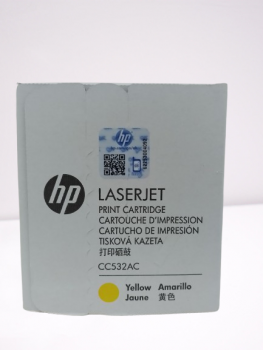 hp
hp
LASERJET
PRINT CARTRIDGE
CARTOUCHE D'IMPRESSION
CARTUCHO DE IMPRESIÓN
TISKOVÁ KAZETA
打印硒鼓
CC532AC
Yellow Amarillo
Jaune 黄色